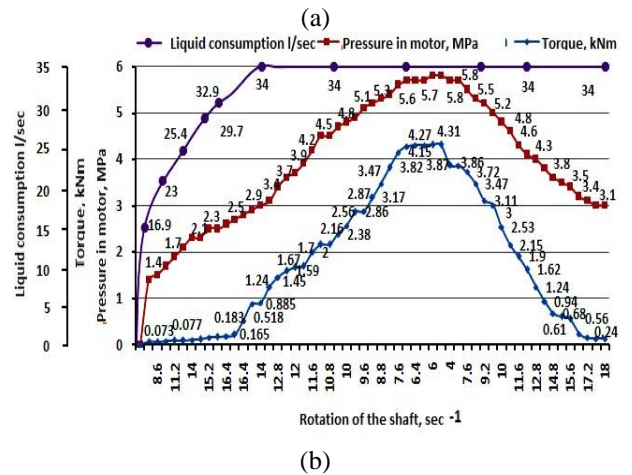 (a)
Liquid consumption l/sec Pressure in motor, MPa Torque, kNm
Liquid consumption l/sec
35
30
25
20
15
10
5
0
Torque, kNm
Pressure in motor, MPa
6
5
4
3
2
1
0
16.9 23 25.4 32.9 29.7 34 34 34 34 34
1.4 1.7 2.1 2.3 2.5 2.9 3.4 3.7 3.9 4.2 4.5 4.8 5.1 5.3 5.6 5.7 5.8 5.8 5.5 5.2 4.8 4.6 4.3 3.8 3.5 3.4 3.1
0.073 0.077 0.183 0.165 0.518 0.885 1.24 1.45 1.67 1.59 1.7 2 2.16 2.38 2.56 2.86 2.87 3.17 3.47 3.82 4.15 4.27 4.31 3.87 3.86 3.72 3.47 3.11 3 2.53 2.15 1.9 1.62 1.24 0.94 0.61 0.68 0.56 0.24
8.6 11.2 14 15.2 16.4 16.4 14 12.8 12 11.6 10.8 10 9.6 8.8 7.6 6.4 6 4 7.6 9.2 10 12.8 14.8 15.6 17.2 18
Rotation of the shaft, sec -1
(b)